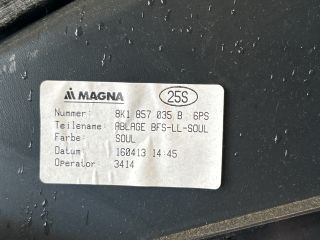 MAGNA 25S
Nummer: 8K1 857 035 B 6PS
Teilename: ABLAGE BFS-LL-SOUL
Farbe: SOUL
Datum: 160413 14:45
Operator: 3414